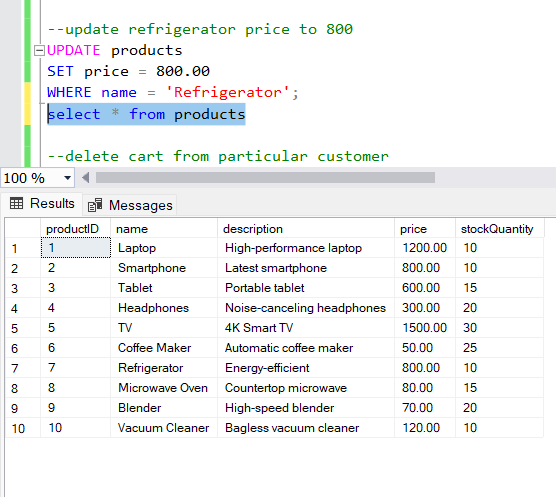 --update refrigerator price to 800
UPDATE products
SET price = 800.00
WHERE name = 'Refrigerator';
select * from products
--delete cart from particular customer
100 %
Results Messages
productID name description price stockQuantity
1 1 Laptop High-performance laptop 1200.00 10
2 2 Smartphone Latest smartphone 800.00 10
3 3 Tablet Portable tablet 600.00 15
4 4 Headphones Noise-canceling headphones 300.00 20
5 5 TV 4K Smart TV 1500.00 30
6 6 Coffee Maker Automatic coffee maker 50.00 25
7 7 Refrigerator Energy-efficient 800.00 10
8 8 Microwave Oven Countertop microwave 80.00 15
9 9 Blender High-speed blender 70.00 20
10 10 Vacuum Cleaner Bagless vacuum cleaner 120.00 10